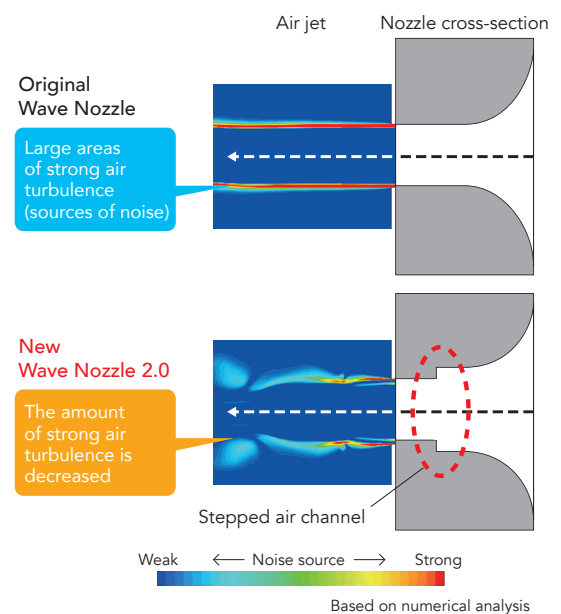 Air jet
Nozzle cross-section
Original
Wave Nozzle
Large areas
of strong air
turbulence
(sources of noise)
New
Wave Nozzle 2.0
The amount
of strong air
turbulence is
decreased
Stepped air channel
Weak ← Noise source → Strong
Based on numerical analysis